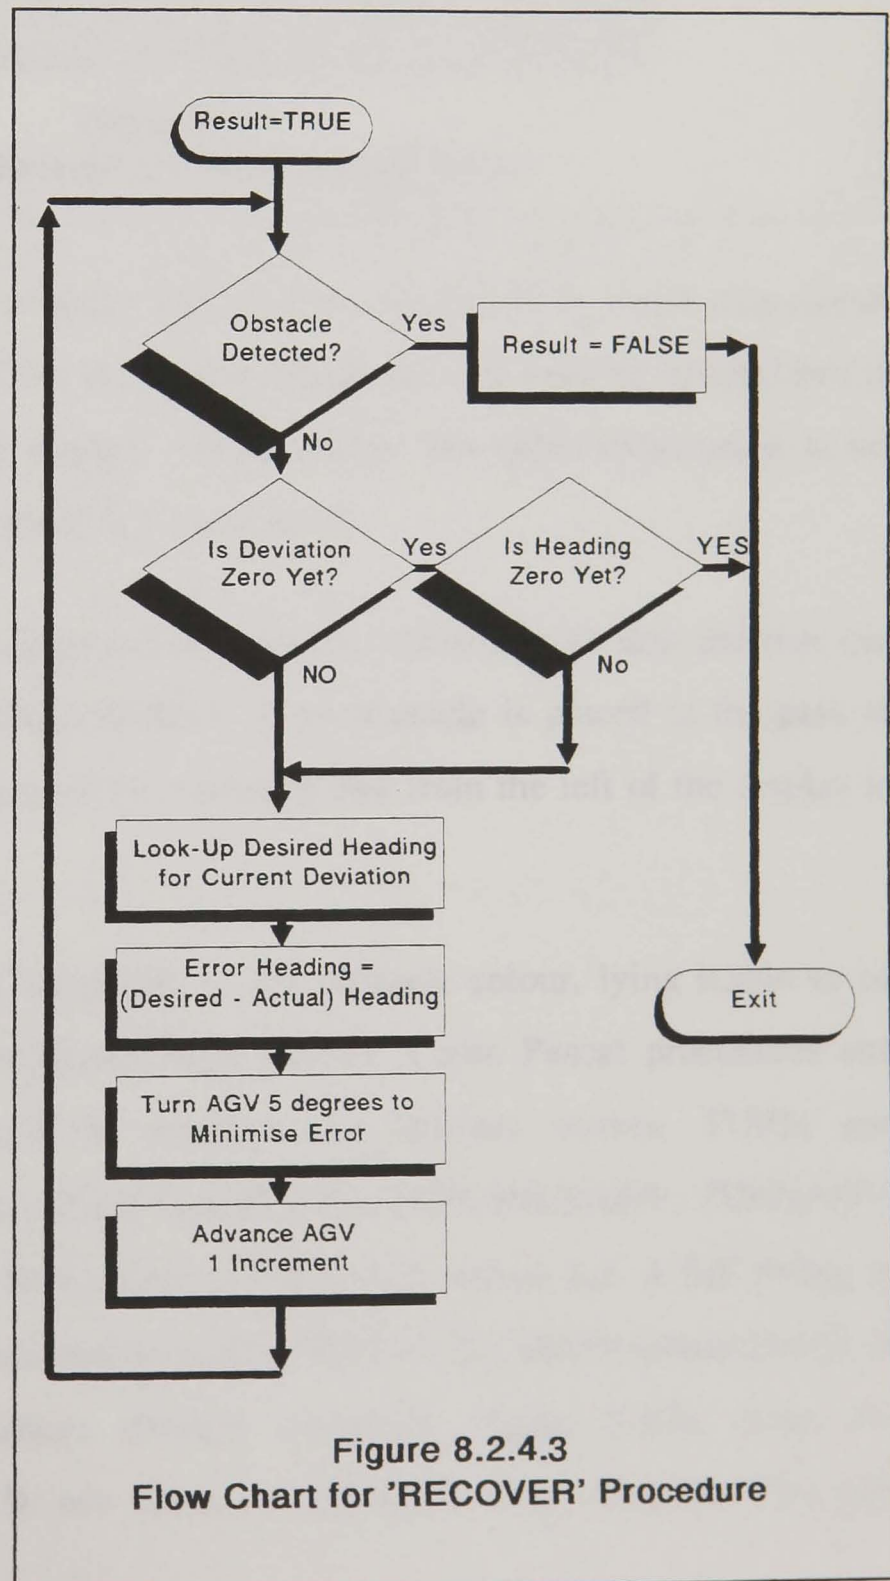 Result=TRUE
Obstacle
Detected?
Yes
Result = FALSE
No
Is Deviation
Zero Yet?
Yes
Is Heading
Zero Yet?
YES
NO
No
Look-Up Desired Heading
for Current Deviation
Error Heading =
(Desired - Actual) Heading
Exit
Turn AGV 5 degrees to
Minimise Error
Advance AGV
1 Increment
Figure 8.2.4.3
Flow Chart for 'RECOVER' Procedure